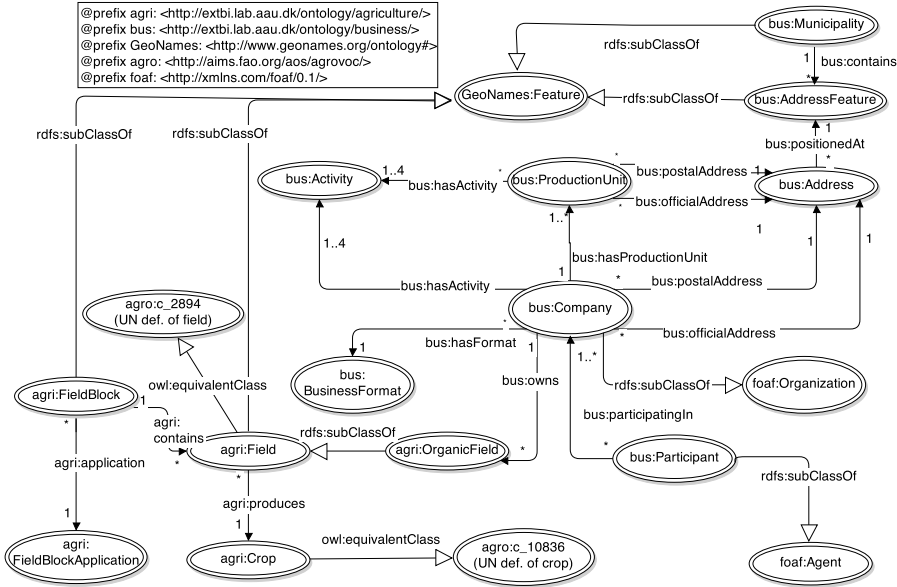 @prefix agri: <http://extbi.lab.aau.dk/ontology/agriculture/>
@prefix bus: <http://extbi.lab.aau.dk/ontology/business/>
@prefix GeoNames: <http://www.geonames.org/ontology#>
@prefix agro: <http://aims.fao.org/aos/agrovoc/>
@prefix foaf: <http://xmlns.com/foaf/0.1/>
bus:Municipality
rdfs:subClassOf
1
bus:contains
*
GeoNames:Feature
rdfs:subClassOf
bus:AddressFeature
1
rdfs:subClassOf
rdfs:subClassOf
bus:positionedAt
*
bus:Activity
1..4
bus:hasActivity
*
bus:ProductionUnit
*
bus:postalAddress
1
*
bus:officialAddress
1
bus:Address
1..*
1..4
1
1
bus:hasProductionUnit
1
bus:hasActivity
*
bus:postalAddress
agro:c_2894
(UN def. of field)
bus:Company
*
bus:hasFormat
1
*
bus:officialAddress
1
1..*
bus:
BusinessFormat
bus:owns
rdfs:subClassOf
foaf:Organization
owl:equivalentClass
agri:FieldBlock
1
agri:
contains
*
bus:participatingIn
*
agri:application
agri:Field
*
rdfs:subClassOf
agri:OrganicField
*
*
bus:Participant
rdfs:subClassOf
agri:produces
1
1
agri:
FieldBlockApplication
agri:Crop
owl:equivalentClass
agro:c_10836
(UN def. of crop)
foaf:Agent